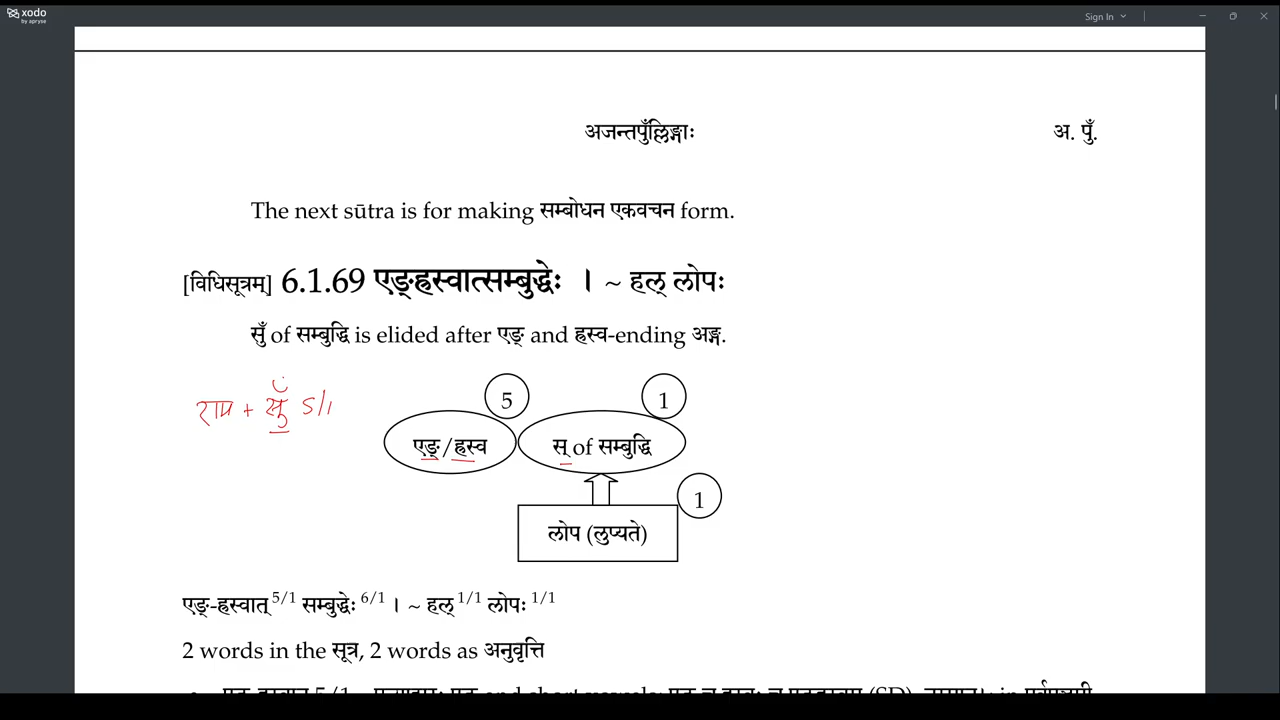 xodo
by apryse
Sign In
अजन्तपुँल्लिङ्गाः
अ. पुँ.
The next sūtra is for making सम्बोधन एकवचन form.
[विधिसूत्रम्] 6.1.69 एङ्ह्रस्वात्सम्बुद्धेः । ~ हल् लोपः
सुँ of सम्बुद्धि is elided after एङ् and ह्रस्व-ending अङ्ग.
राम + सुँ S/1
5
1
एङ्/ह्रस्व
स् of सम्बुद्धि
1
लोप (लुप्यते)
एङ्-ह्रस्वात् 5/1 सम्बुद्धेः 6/1 । ~ हल् 1/1 लोपः 1/1
2 words in the सूत्र, 2 words as अनुवृत्ति